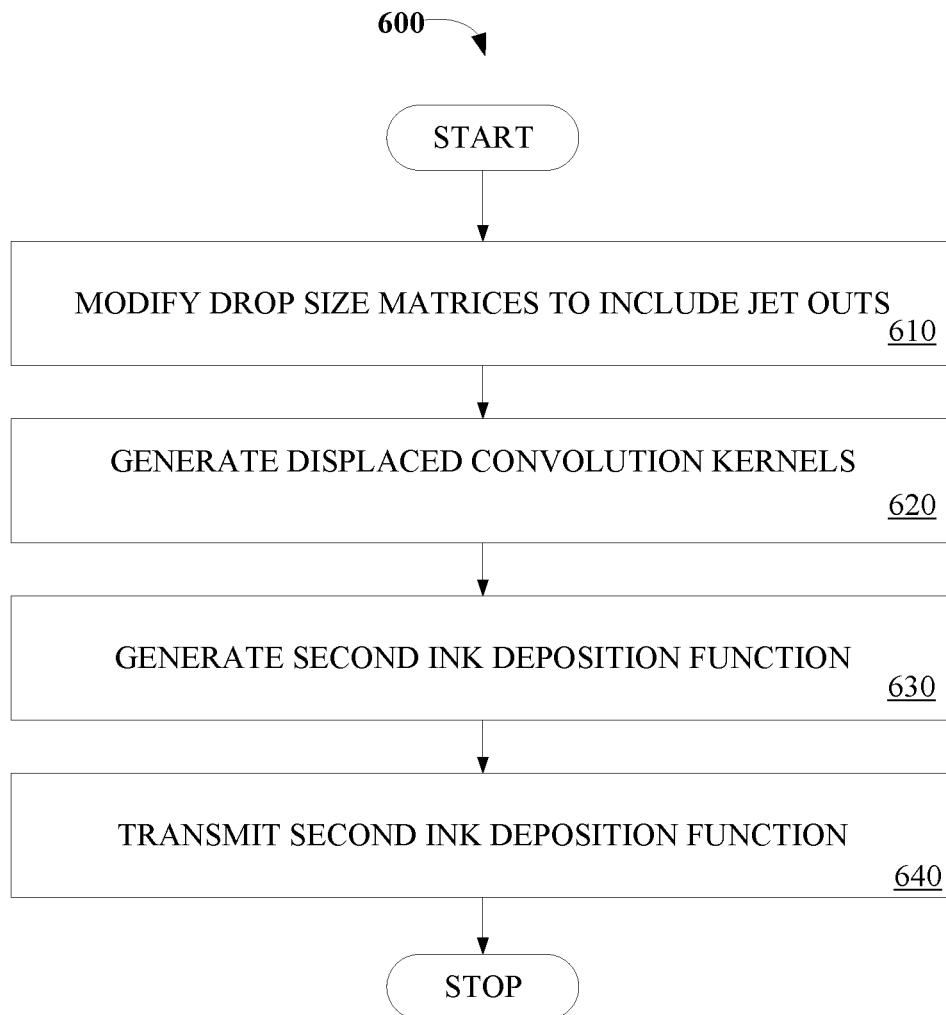 600
START
MODIFY DROP SIZE MATRICES TO INCLUDE JET OUTS
610
GENERATE DISPLACED CONVOLUTION KERNELS
620
GENERATE SECOND INK DEPOSITION FUNCTION
630
TRANSMIT SECOND INK DEPOSITION FUNCTION
640
STOP